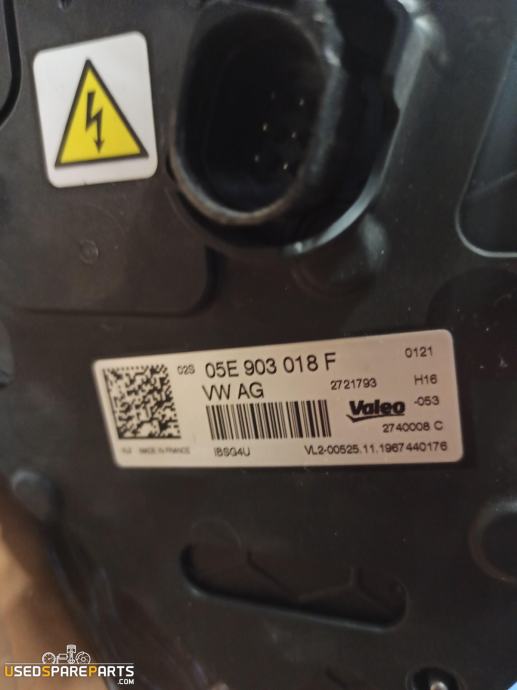 02S 05E 903 018 F 0121
VW AG 2721793 H16
Valeo -053
2740008 C
VL2 MADE IN FRANCE IBSG4U VL2-00525.11.1967440176
USEDSPAREPARTS
.COM